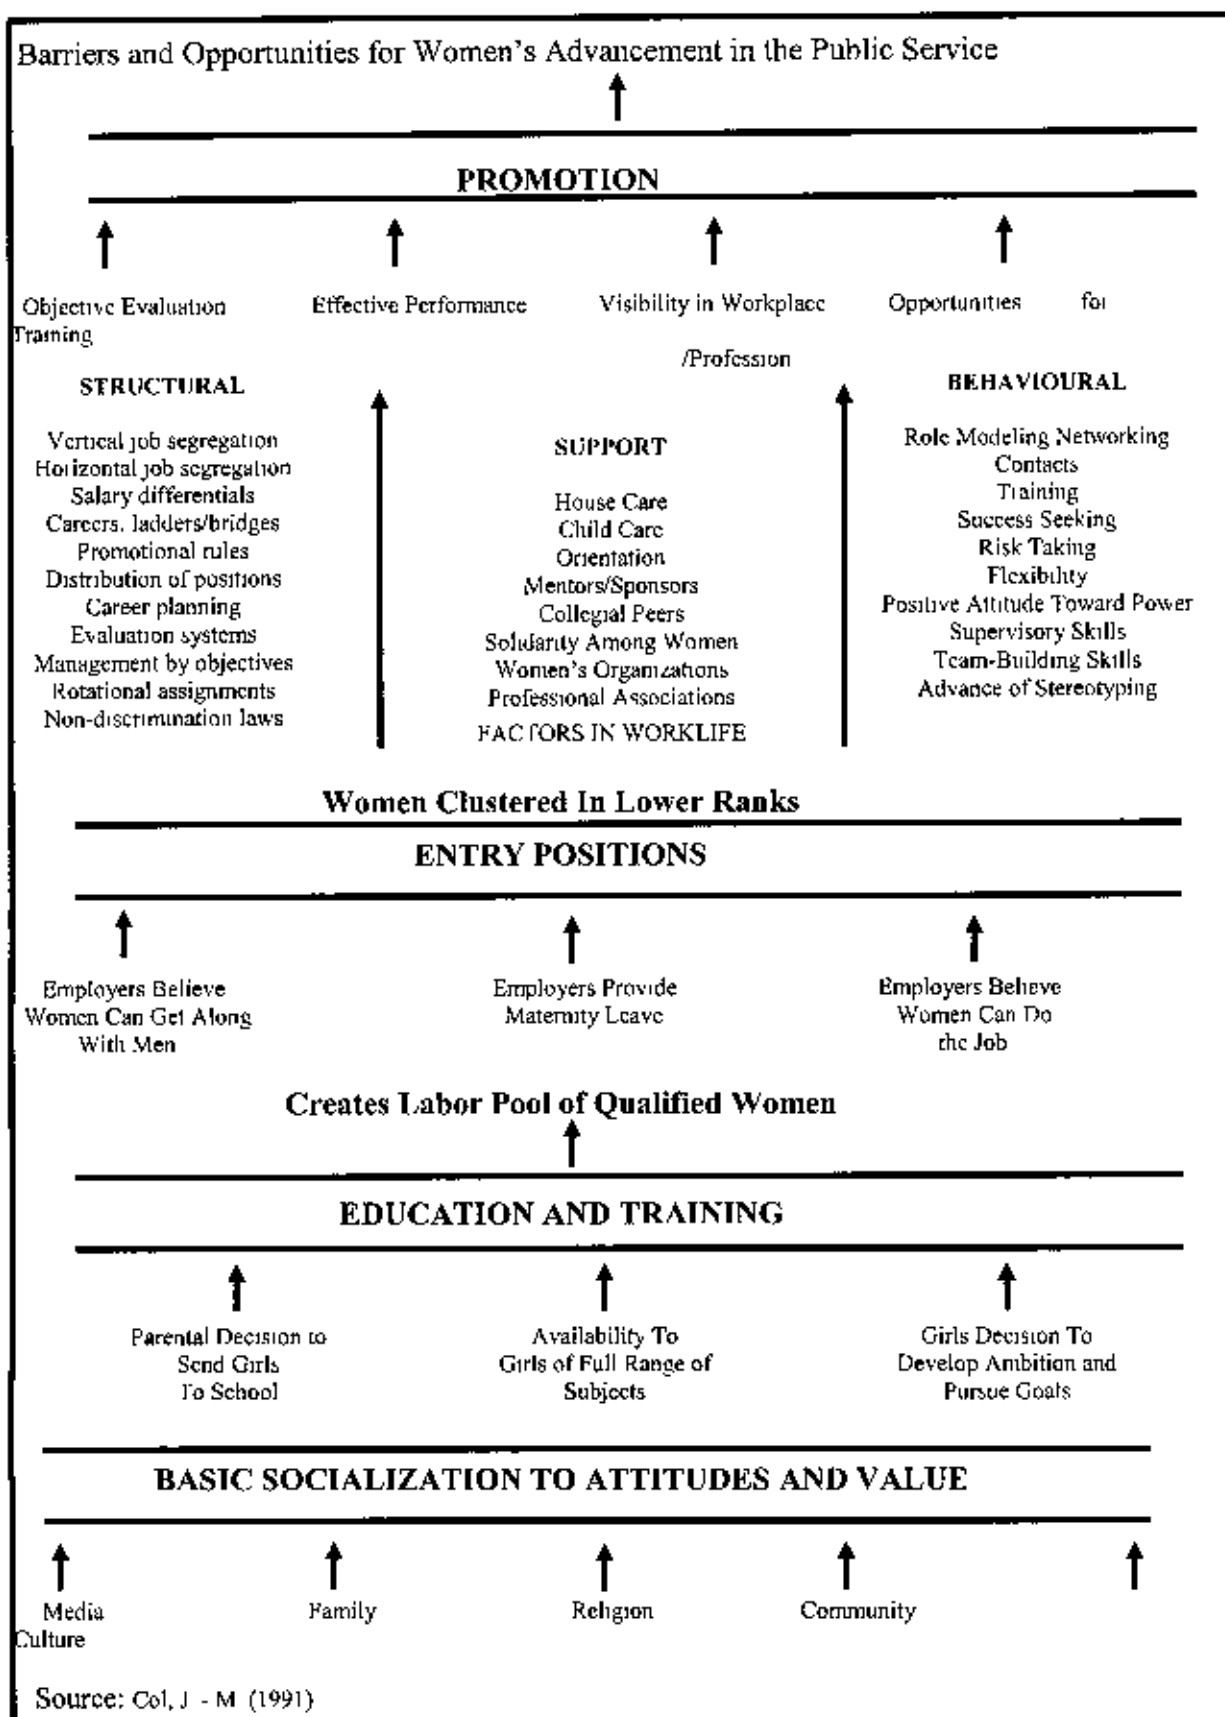 Barriers and Opportunities for Women's Advancement in the Public Service
PROMOTION
Objective Evaluation Effective Performance Visibility in Workplace Opportunities for
Training
/Profession
STRUCTURAL
Vertical job segregation
Horizontal job segregation
Salary differentials
Careers, ladders/bridges
Promotional rules
Distribution of positions
Career planning
Evaluation systems
Management by objectives
Rotational assignments
Non-discrimination laws
SUPPORT
House Care
Child Care
Orientation
Mentors/Sponsors
Collegial Peers
Solidarity Among Women
Women's Organizations
Professional Associations
FACTORS IN WORKLIFE
BEHAVIOURAL
Role Modeling Networking
Contacts
Training
Success Seeking
Risk Taking
Flexibility
Positive Attitude Toward Power
Supervisory Skills
Team-Building Skills
Advance of Stereotyping
Women Clustered In Lower Ranks
ENTRY POSITIONS
Employers Believe
Women Can Get Along
With Men
Employers Provide
Maternity Leave
Employers Believe
Women Can Do
the Job
Creates Labor Pool of Qualified Women
EDUCATION AND TRAINING
Parental Decision to
Send Girls
To School
Availability To
Girls of Full Range of
Subjects
Girls Decision To
Develop Ambition and
Pursue Goals
BASIC SOCIALIZATION TO ATTITUDES AND VALUE
Media Family Religion Community
Culture
Source: Col, J - M (1991)